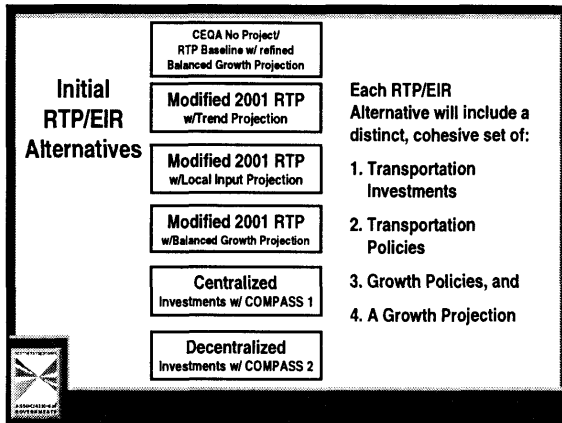 Initial
RTP/EIR
Alternatives
CEQA No Project/
RTP Baseline w/ refined
Balanced Growth Projection
Modified 2001 RTP
w/Trend Projection
Modified 2001 RTP
w/Local Input Projection
Modified 2001 RTP
w/Balanced Growth Projection
Centralized
Investments w/ COMPASS 1
Decentralized
Investments w/ COMPASS 2
Each RTP/EIR
Alternative will include a
distinct, cohesive set of:
1. Transportation
Investments
2. Transportation
Policies
3. Growth Policies, and
4. A Growth Projection
GOVERNMENTS